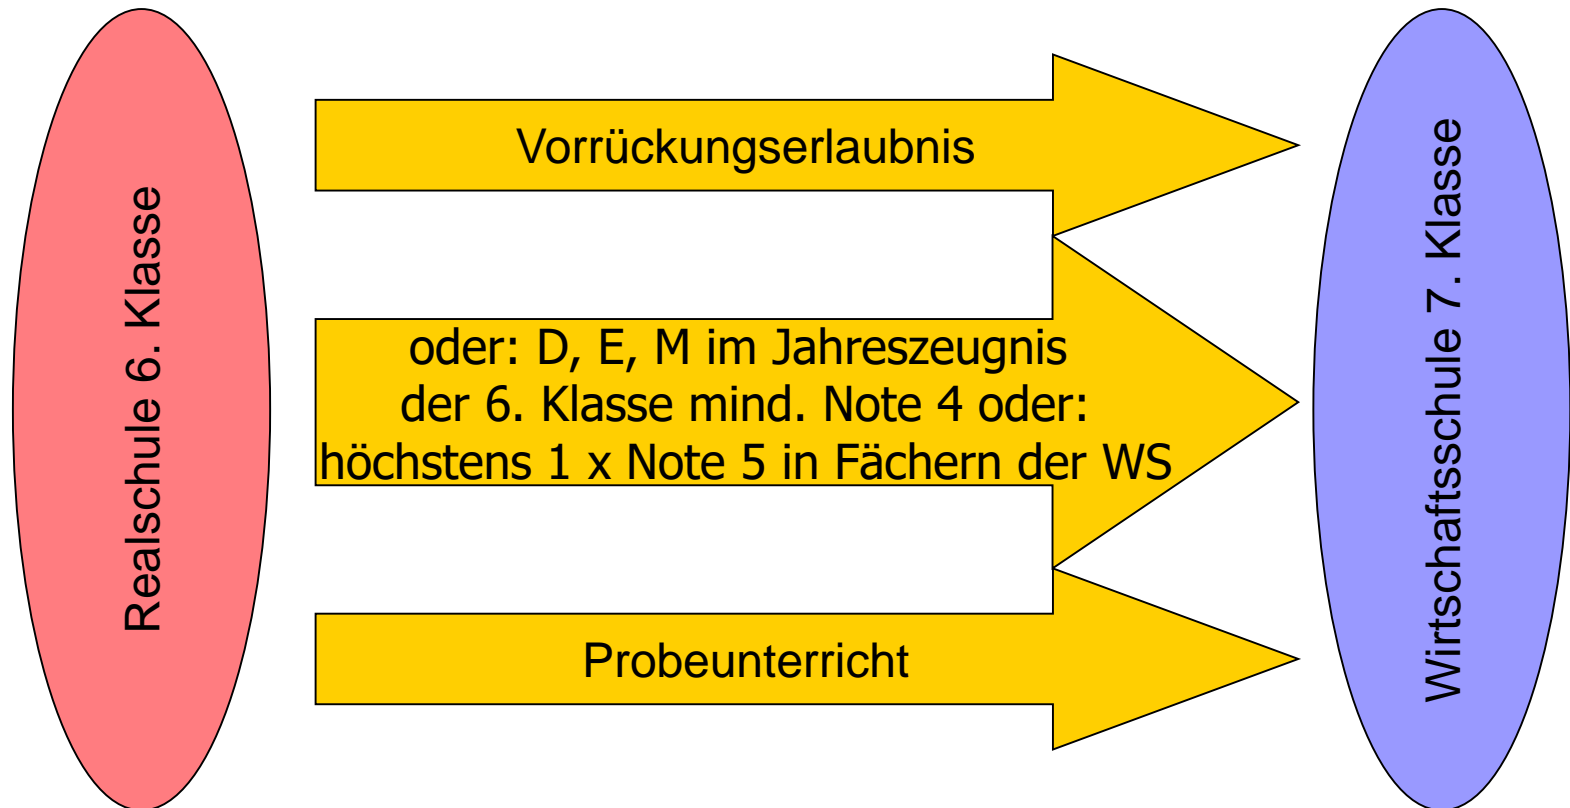 Realschule 6. Klasse
Vorrückungserlaubnis
oder: D, E, M im Jahreszeugnis
der 6. Klasse mind. Note 4 oder:
höchstens 1 x Note 5 in Fächern der WS
Probeunterricht
Wirtschaftsschule 7. Klasse